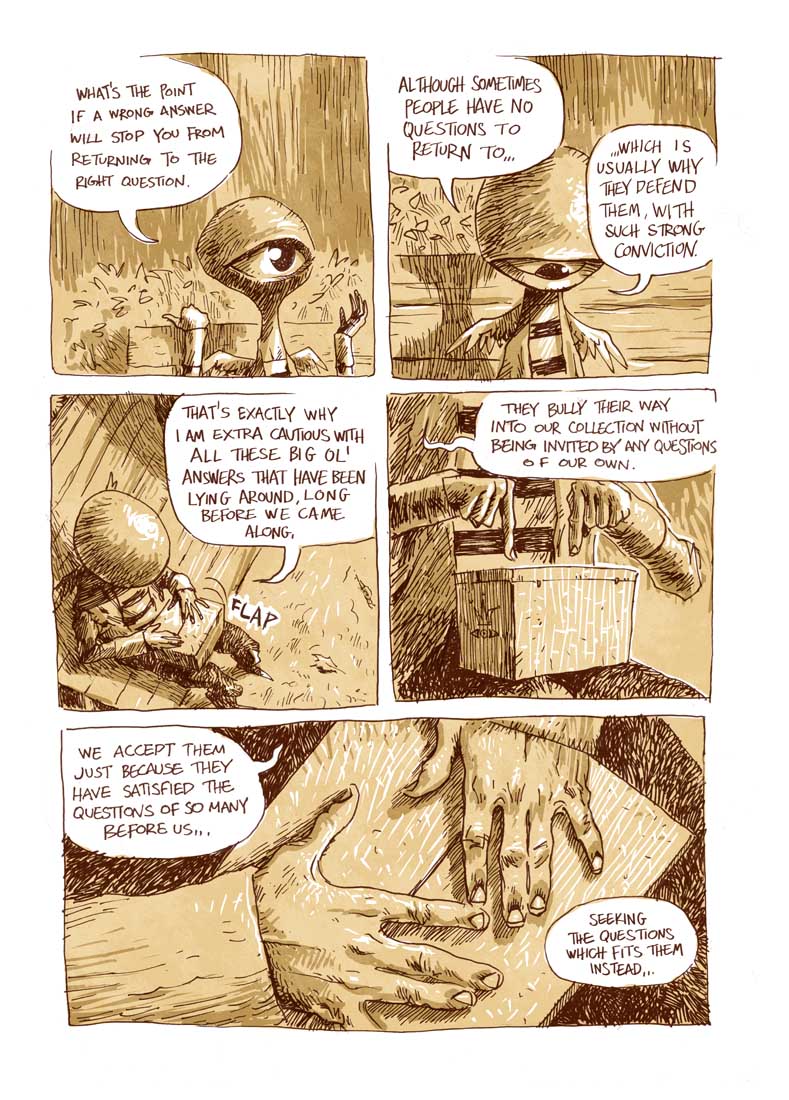 WHAT'S THE POINT
IF A WRONG ANSWER
WILL STOP YOU FROM
RETURNING TO THE
RIGHT QUESTION.
ALTHOUGH SOMETIMES
PEOPLE HAVE NO
QUESTIONS TO
RETURN TO...
...WHICH IS
USUALLY WHY
THEY DEFEND
THEM, WITH
SUCH STRONG
CONVICTION.
THAT'S EXACTLY WHY
I AM EXTRA CAUTIOUS WITH
ALL THESE BIG OL'
ANSWERS THAT HAVE BEEN
LYING AROUND, LONG
BEFORE WE CAME
ALONG.
FLAP
THEY BULLY THEIR WAY
INTO OUR COLLECTION WITHOUT
BEING INVITED BY ANY QUESTIONS
OF OUR OWN.
WE ACCEPT THEM
JUST BECAUSE THEY
HAVE SATISFIED THE
QUESTIONS OF SO MANY
BEFORE US...
SEEKING
THE QUESTIONS
WHICH FITS THEM
INSTEAD...